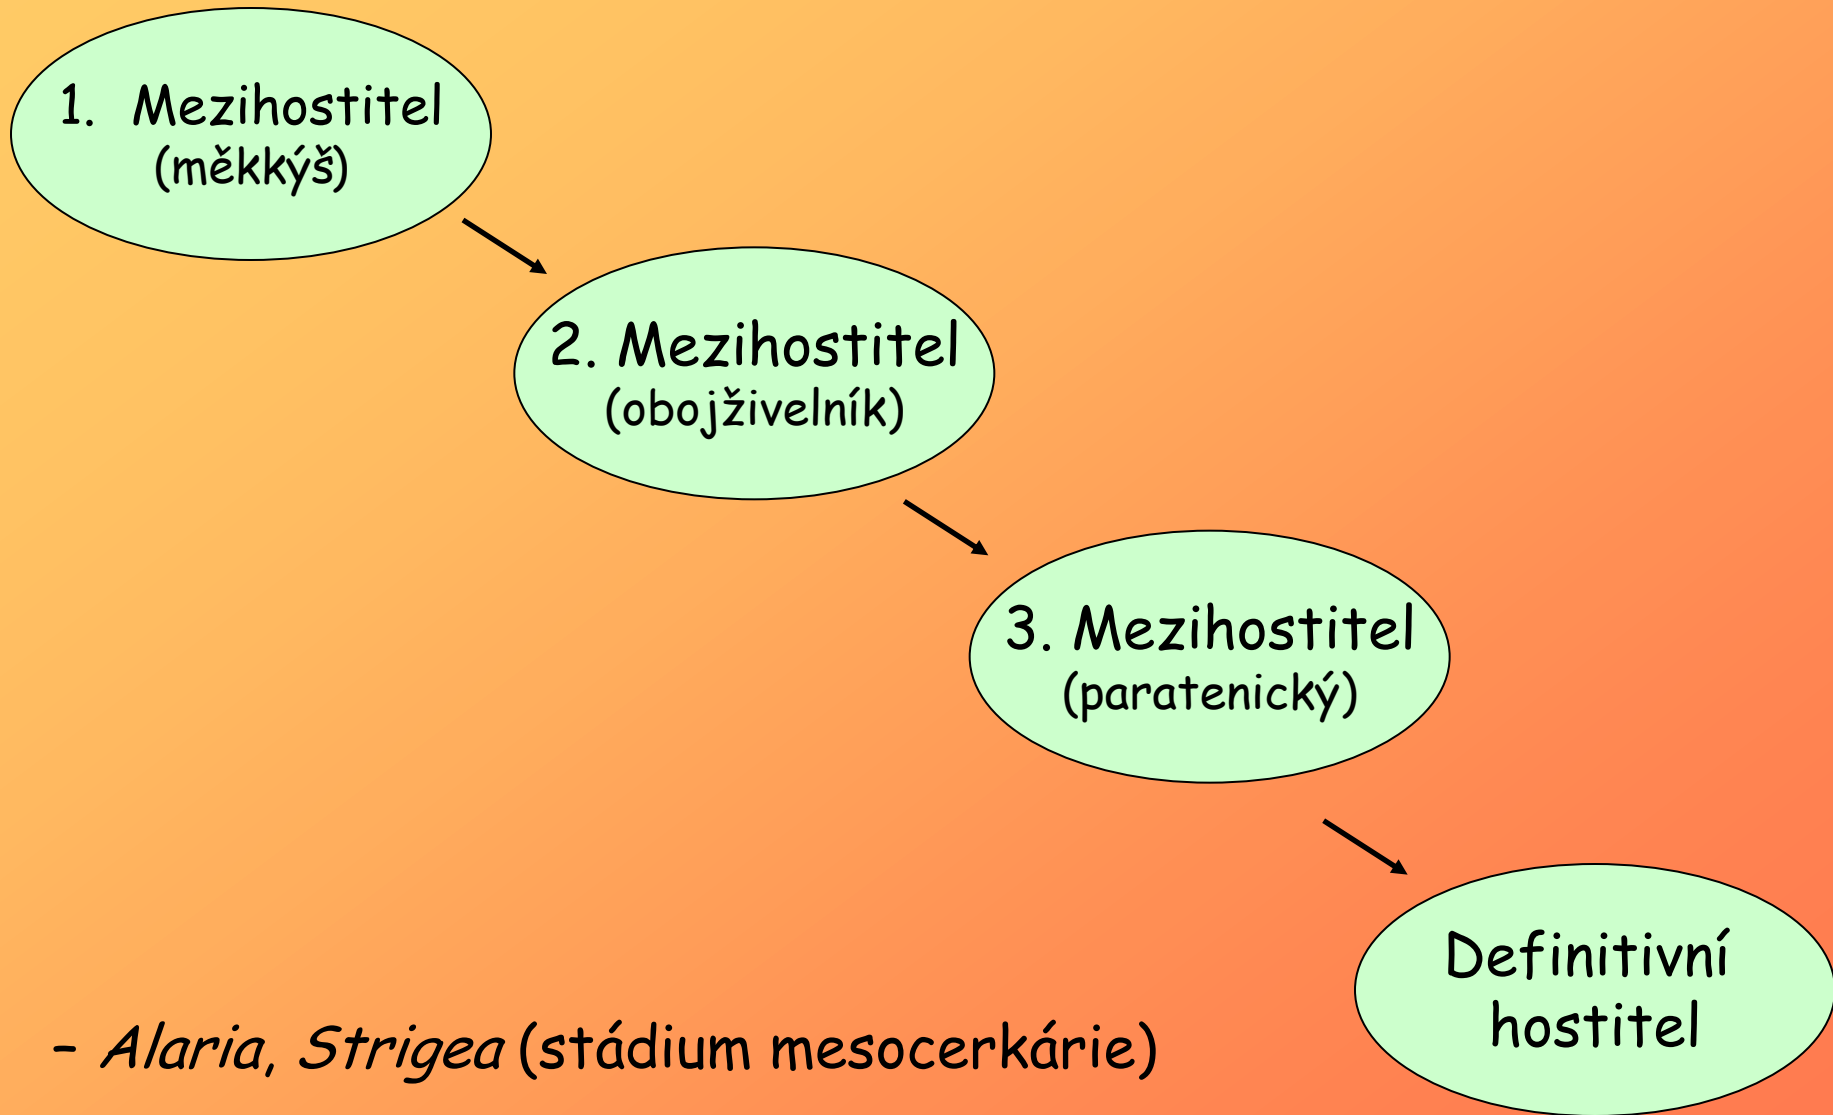 1. Mezihostitel
(měkkýš)
2. Mezihostitel
(obojživelník)
3. Mezihostitel
(paratenický)
Definitivní
hostitel
- Alaria, Strigea (stádium mesocerkárie)